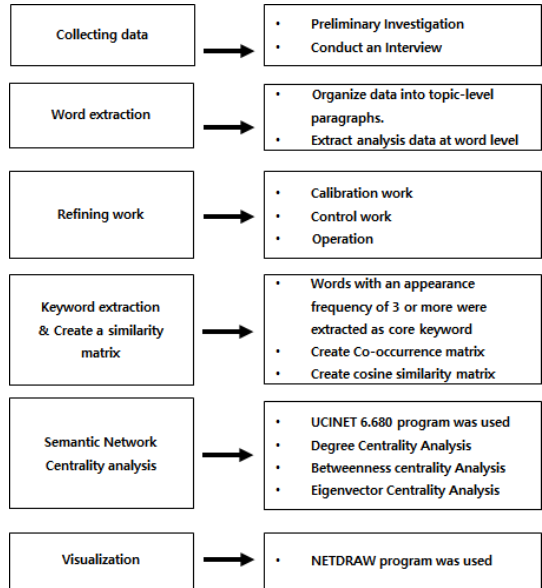 Collecting data
• Preliminary Investigation
• Conduct an Interview
Word extraction
• Organize data into topic-level
paragraphs.
• Extract analysis data at word level
Refining work
• Calibration work
• Control work
• Operation
Keyword extraction
& Create a similarity
matrix
• Words with an appearance
frequency of 3 or more were
extracted as core keyword
• Create Co-occurrence matrix
• Create cosine similarity matrix
Semantic Network
Centrality analysis
• UCINET 6.680 program was used
• Degree Centrality Analysis
• Betweenness centrality Analysis
• Eigenvector Centrality Analysis
Visualization
• NETDRAW program was used